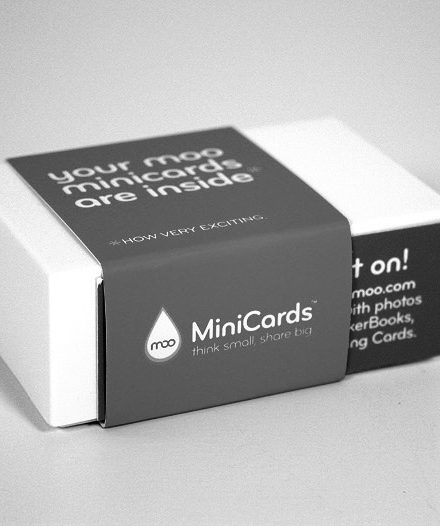 your moo
minicards*
are inside
*HOW VERY EXCITING.
moo
MiniCards™
think small, share big
t on!
moo.com
ith photos
kerBooks,
ng Cards.